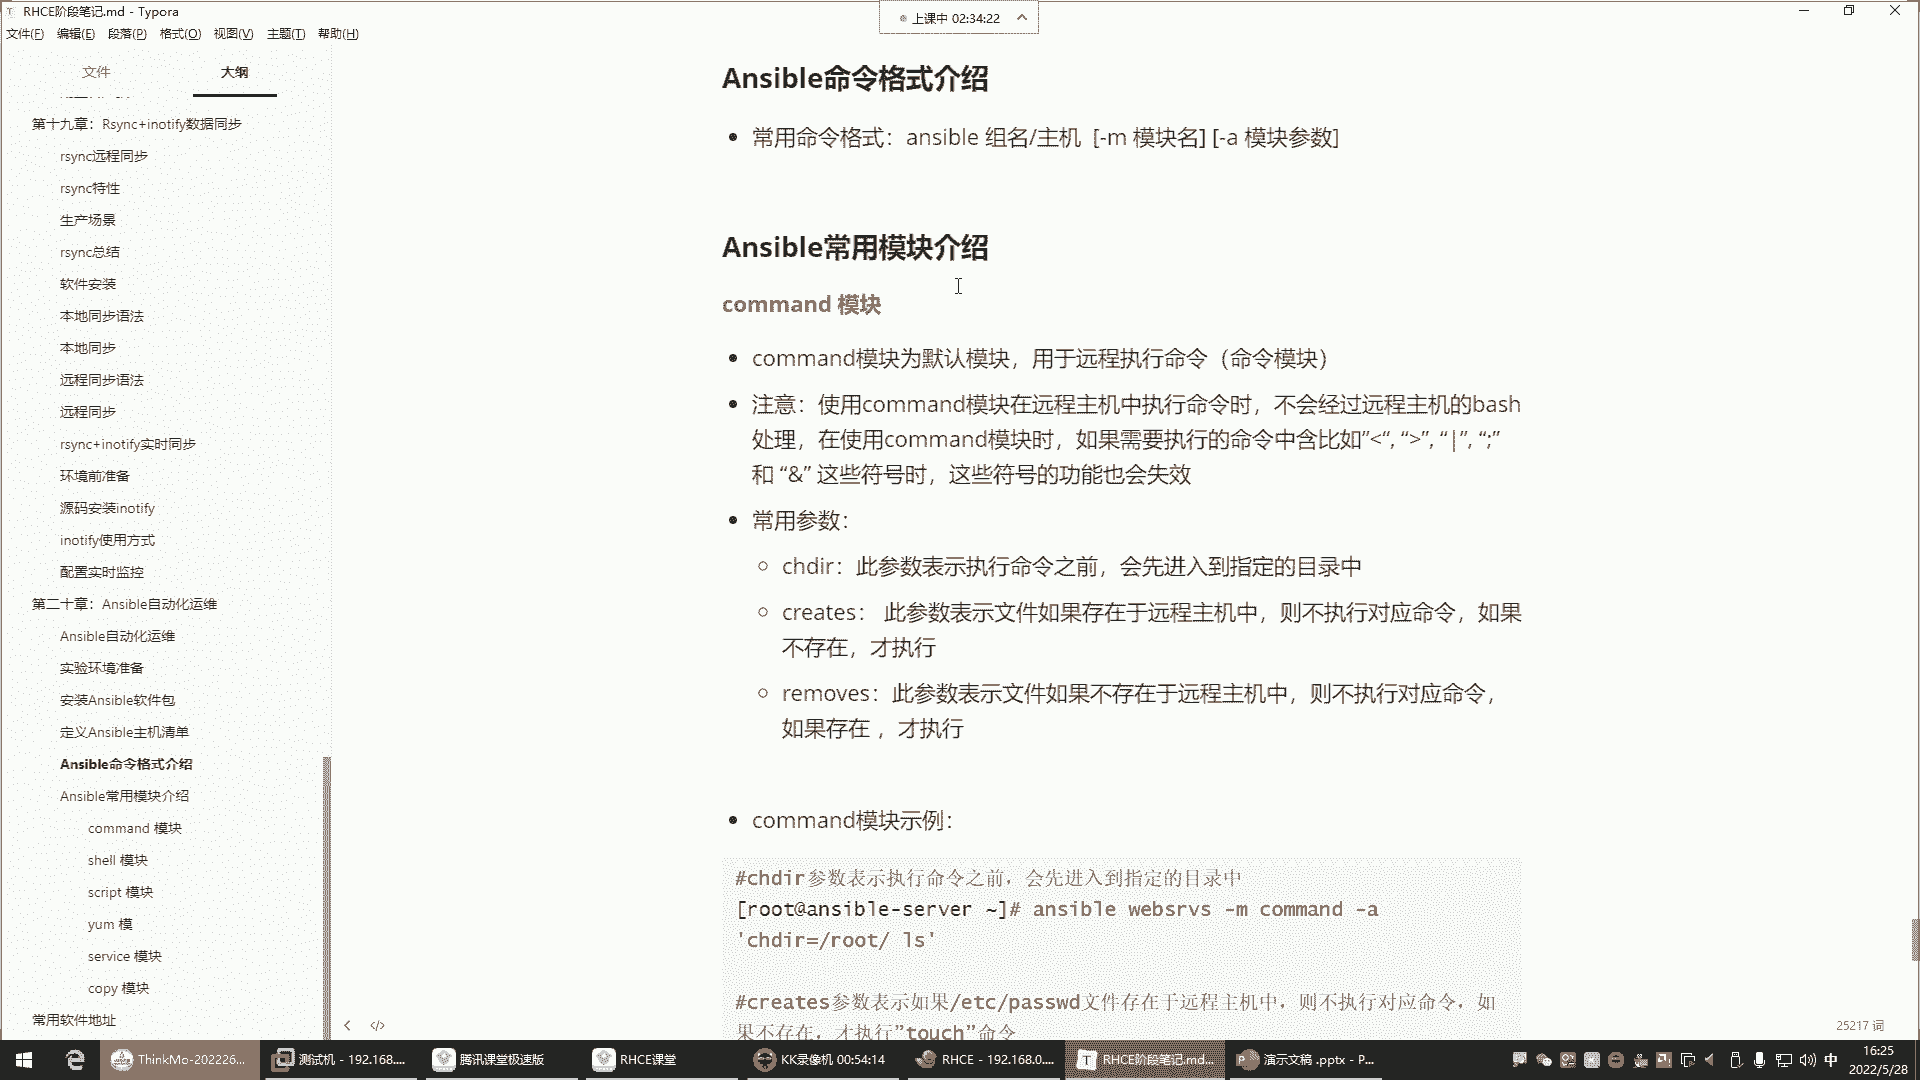 RHCE阶段笔记.md - Typora
上课中 02:34:22
文件(F) 编辑(E) 段落(P) 格式(O) 视图(V) 主题(T) 帮助(H)
文件 大纲
第十九章：Rsync+inotify数据同步
rsync远程同步
rsync特性
生产场景
rsync总结
软件安装
本地同步语法
本地同步
远程同步语法
远程同步
rsync+inotify实时同步
环境前准备
源码安装inotify
inotify使用方式
配置实时监控
第二十章：Ansible自动化运维
Ansible自动化运维
实验环境准备
安装Ansible软件包
定义Ansible主机清单
Ansible命令格式介绍
Ansible常用模块介绍
command 模块
shell 模块
script 模块
yum 模
service 模块
copy 模块
常用软件地址
Ansible命令格式介绍
常用命令格式：ansible 组名/主机 [-m 模块名] [-a 模块参数]
Ansible常用模块介绍
command 模块
command模块为默认模块，用于远程执行命令（命令模块）
注意：使用command模块在远程主机中执行命令时，不会经过远程主机的bash
处理，在使用command模块时，如果需要执行的命令中含比如”<“, “>”, “|”, “;”
和 “&” 这些符号时，这些符号的功能也会失效
常用参数：
chdir：此参数表示执行命令之前，会先进入到指定的目录中
creates： 此参数表示文件如果存在于远程主机中，则不执行对应命令，如果
不存在，才执行
removes：此参数表示文件如果不存在于远程主机中，则不执行对应命令，
如果存在 ，才执行
command模块示例：
#chdir参数表示执行命令之前，会先进入到指定的目录中
[root@ansible-server ~]# ansible websrvs -m command -a
'chdir=/root/ ls'
#creates参数表示如果/etc/passwd文件存在于远程主机中，则不执行对应命令，如
果不存在，才执行”touch”命令
25217 词
ThinkMo-202226... 测试机 - 192.168.... 腾讯课堂极速版 RHCE课堂 KK录像机 00:54:14 RHCE - 192.168.0.... RHCE阶段笔记.md... 演示文稿 .pptx - P... 中 16:25
2022/5/28